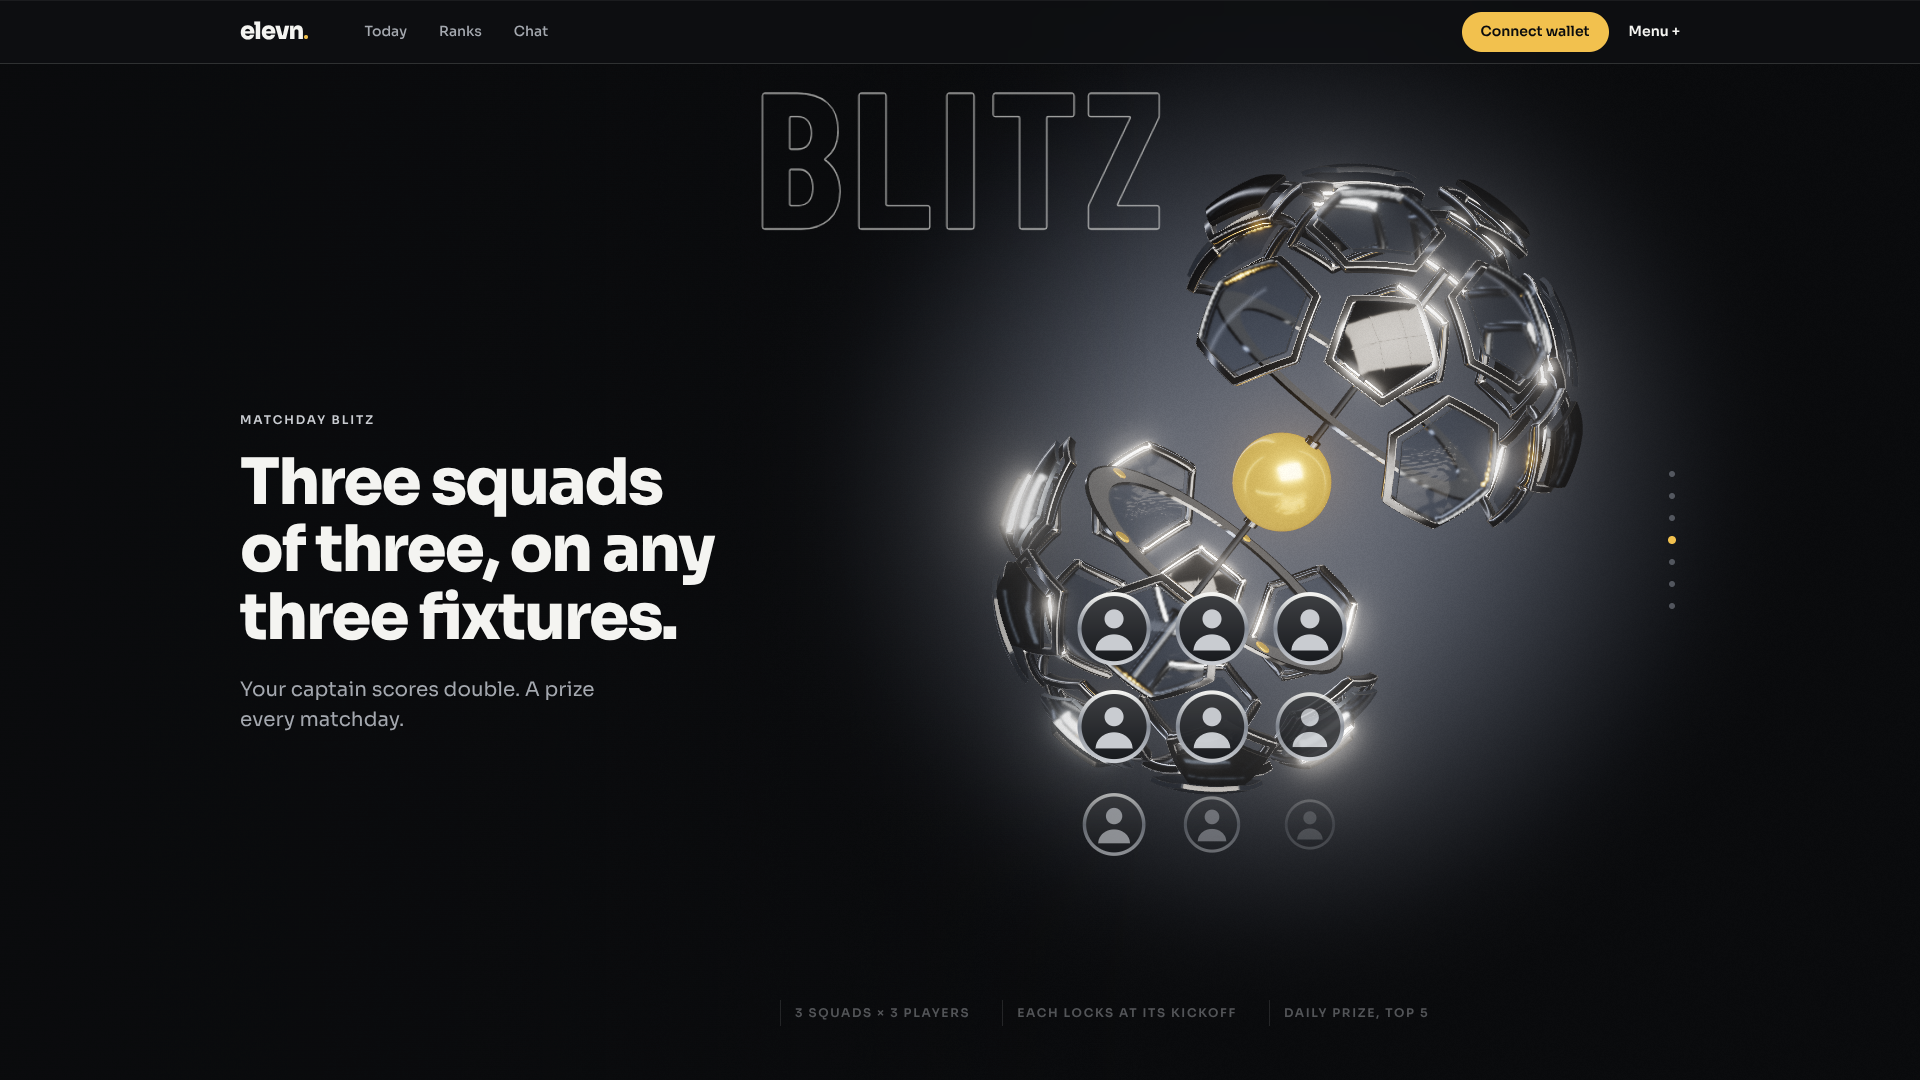 elevn.
Today
Ranks
Chat
Connect wallet
Menu +
BLITZ
MATCHDAY BLITZ
Three squads
of three, on any
three fixtures.
Your captain scores double. A prize
every matchday.
3 SQUADS × 3 PLAYERS
EACH LOCKS AT ITS KICKOFF
DAILY PRIZE, TOP 5